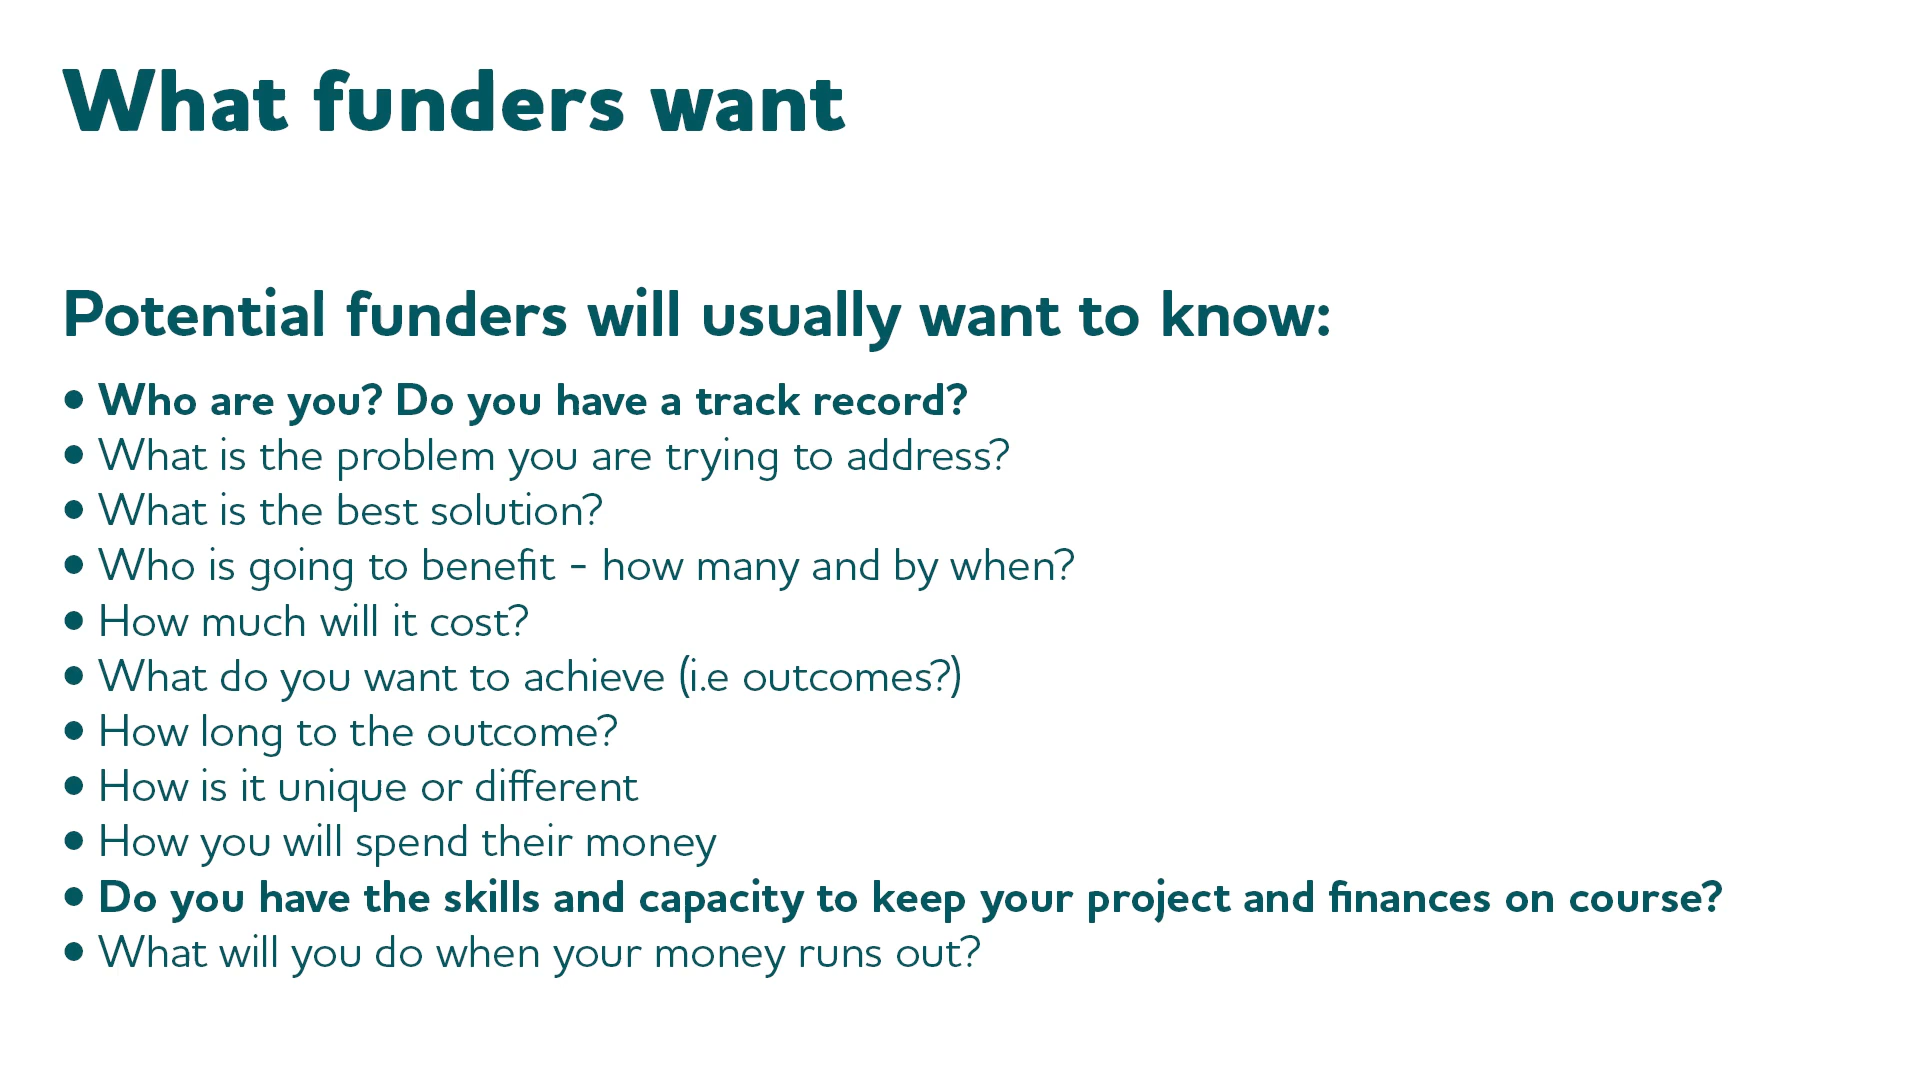 What funders want
Potential funders will usually want to know:
• Who are you? Do you have a track record?
• What is the problem you are trying to address?
• What is the best solution?
• Who is going to benefit - how many and by when?
• How much will it cost?
• What do you want to achieve (i.e outcomes?)
• How long to the outcome?
• How is it unique or different
• How you will spend their money
• Do you have the skills and capacity to keep your project and finances on course?
• What will you do when your money runs out?